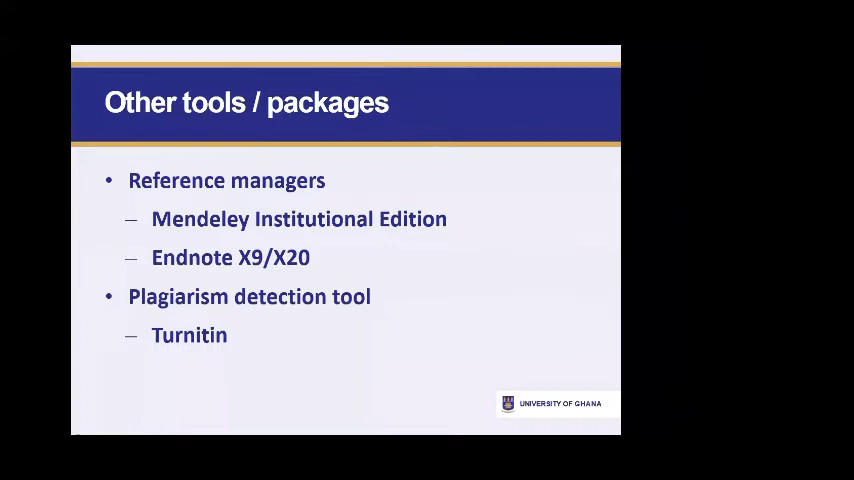 Other tools / packages
• Reference managers
– Mendeley Institutional Edition
– Endnote X9/X20
• Plagiarism detection tool
– Turnitin
UNIVERSITY OF GHANA